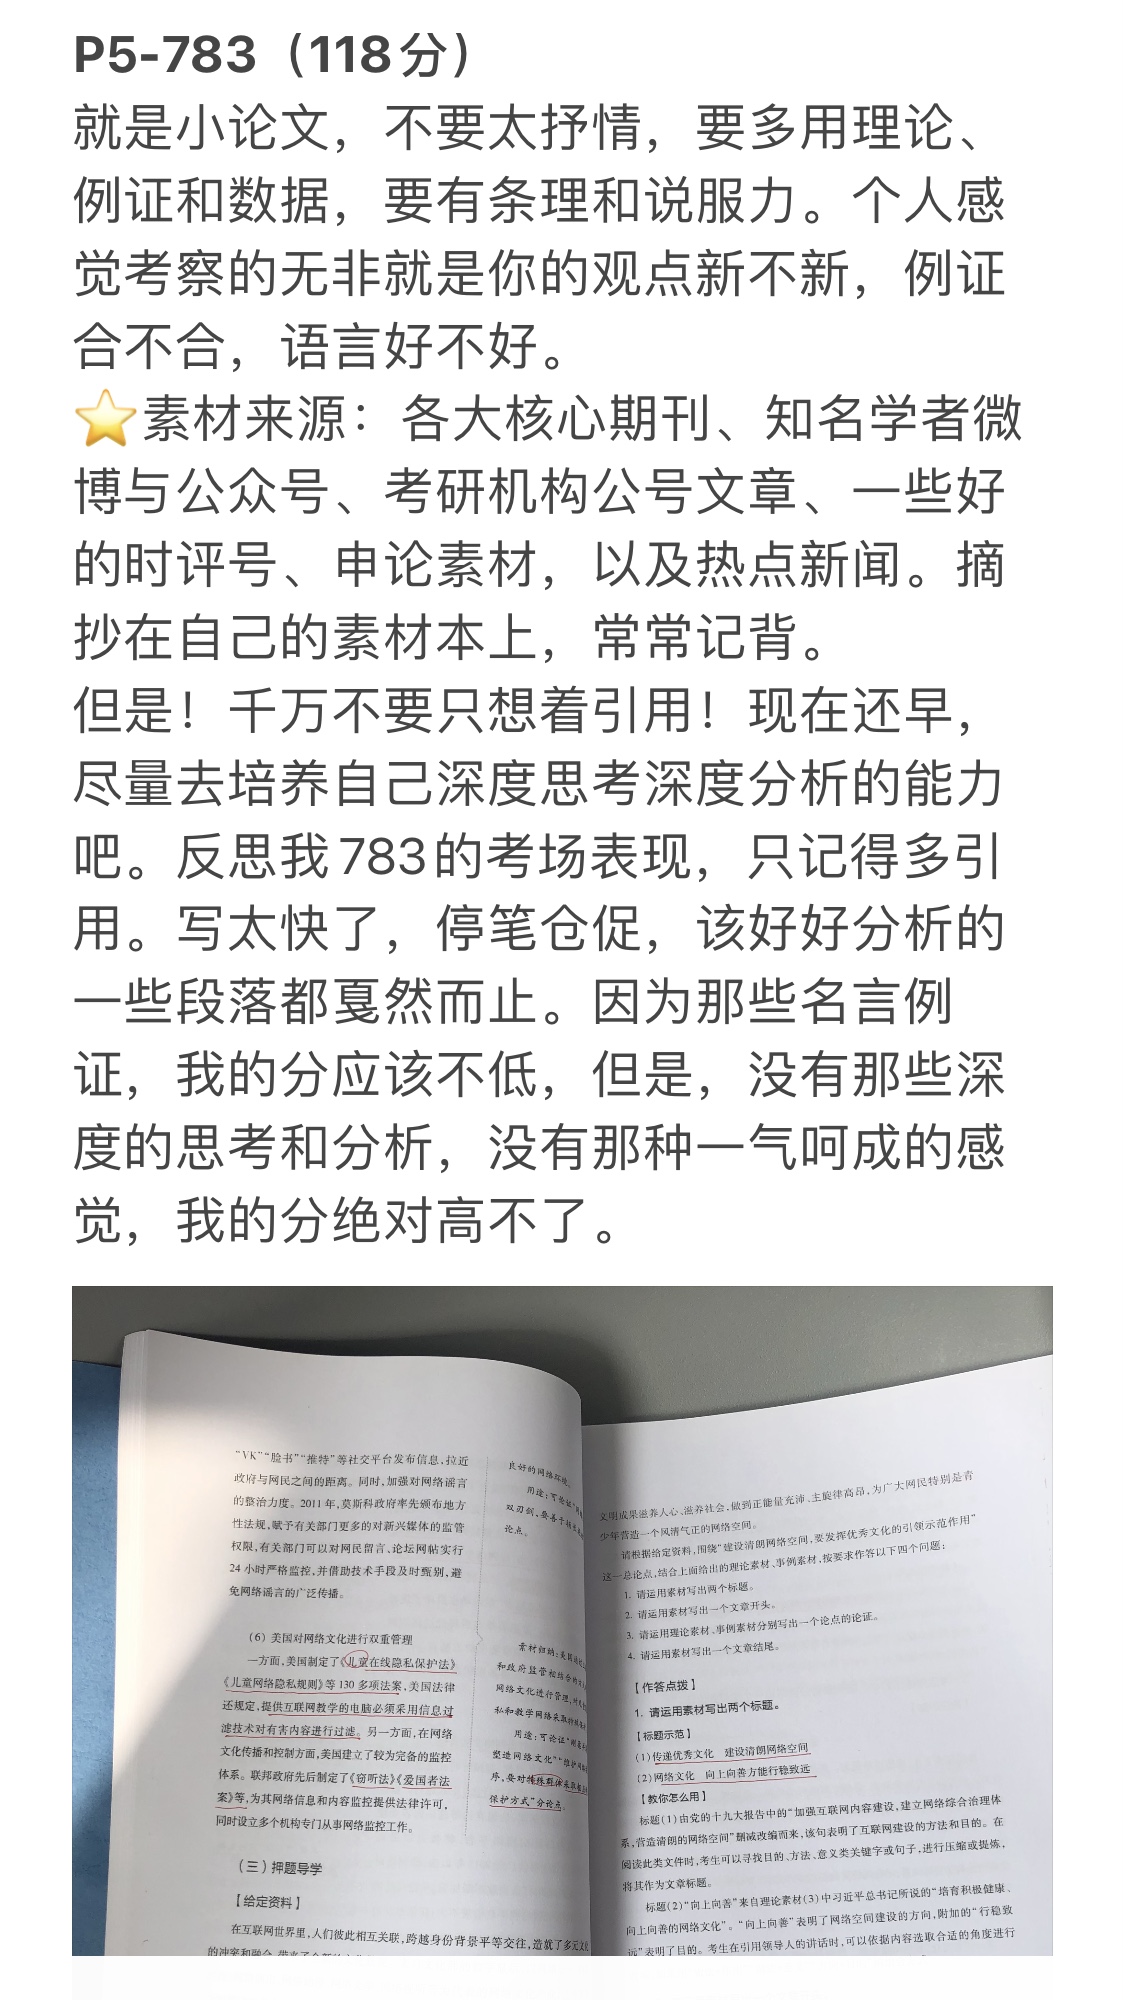 P5-783（118分）
就是小论文，不要太抒情，要多用理论、
例证和数据，要有条理和说服力。个人感
觉考察的无非就是你的观点新不新，例证
合不合，语言好不好。
⭐素材来源：各大核心期刊、知名学者微
博与公众号、考研机构公号文章、一些好
的时评号、申论素材，以及热点新闻。摘
抄在自己的素材本上，常常记背。
但是！千万不要只想着引用！现在还早，
尽量去培养自己深度思考深度分析的能力
吧。反思我783的考场表现，只记得多引
用。写太快了，停笔仓促，该好好分析的
一些段落都戛然而止。因为那些名言例
证，我的分应该不低，但是，没有那些深
度的思考和分析，没有那种一气呵成的感
觉，我的分绝对高不了。
“VK”“脸书”“推特”等社交平台发布信息，拉近
政府与网民之间的距离。同时，加强对网络谣言
的整治力度。2011年，莫斯科政府率先颁布地方
性法规，赋予有关部门更多的对新兴媒体的监管
权限，有关部门可以对网民留言、论坛网帖实行
24小时严格监控，并借助技术手段及时甄别，避
免网络谣言的广泛传播。
（6）美国对网络文化进行双重管理
一方面，美国制定了《儿童在线隐私保护法》
《儿童网络隐私规则》等130多项法案，美国法律
还规定，提供互联网教学的电脑必须采用信息过
滤技术对有害内容进行过滤。另一方面，在网络
文化传播和控制方面，美国建立了较为完备的监控
体系。联邦政府先后制定了《窃听法》《爱国者法
案》等，为其网络信息和内容监控提供法律许可，
同时设立多个机构专门从事网络监控工作。
（三）押题导学
【给定资料】
在互联网世界里，人们彼此相互关联，跨越身份背景平等交往，造就了多元文化
良好的网络环境。
用途：可论证“网
双刃剑，要善于
论点。
素材归纳：美国
和政府监管相结合的
网络文化进行管理，对
私和教学网络采取
用途：可论证
塑造网络文化”“维护网络
序，要对特殊群体采取
保护方式”分论点。
文明成果滋养人心、滋养社会，做到正能量充沛、主旋律高昂，为广大网民特别是青
少年营造一个风清气正的网络空间。
请根据给定资料，围绕“建设清朗网络空间，要发挥优秀文化的引领示范作用”
这一总论点，结合上面给出的理论素材、事例素材，按要求作答以下四个问题：
1. 请运用素材写出两个标题。
2. 请运用素材写出一个文章开头。
3. 请运用理论素材、事例素材分别写出一个论点的论证。
4. 请运用素材写出一个文章结尾。
【作答点拨】
1. 请运用素材写出两个标题。
【标题示范】
（1）传递优秀文化　建设清朗网络空间
（2）网络文化　向上向善方能行稳致远
【教你怎么用】
标题（1）由党的十九大报告中的“加强互联网内容建设，建立网络综合治理体
系，营造清朗的网络空间”删减改编而来，该句表明了互联网建设的方法和目的。在
阅读此类文件时，考生可以寻找目的、方法、意义类关键字或句子，进行压缩或提炼，
将其作为文章标题。
标题（2）“向上向善”来自理论素材（3）中习近平总书记所说的“培育积极健康、
向上向善的网络文化”。“向上向善”表明了网络空间建设的方向，附加的“行稳致
远”表明了目的。考生在引用领导人的讲话时，可以依据内容选取合适的角度进行